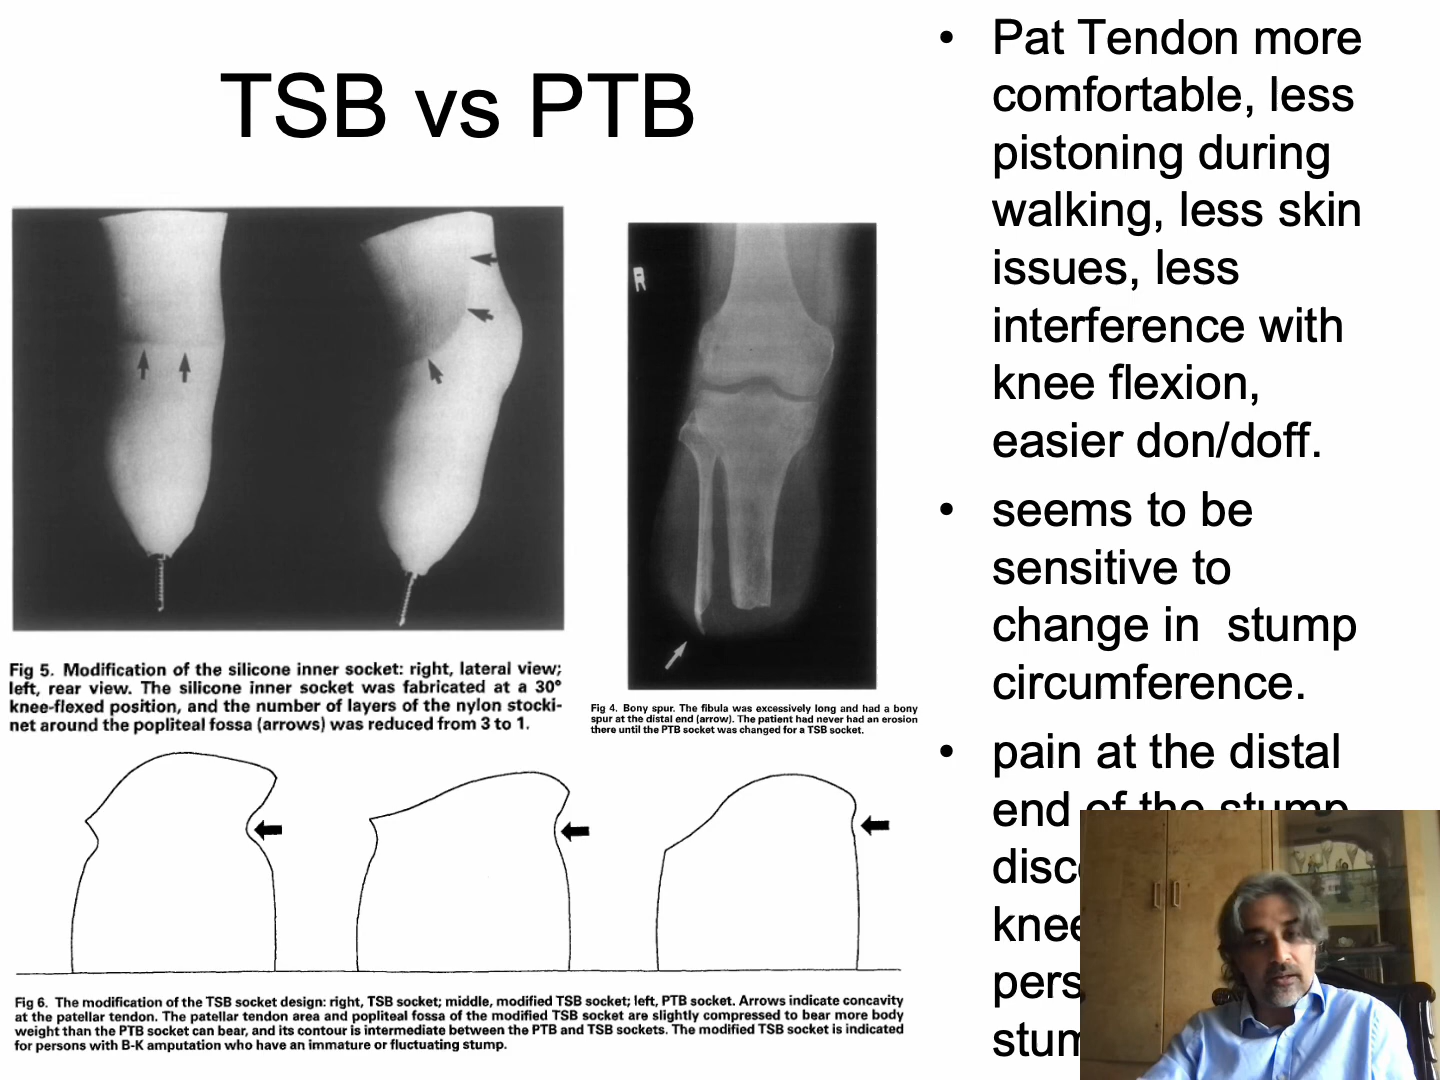 TSB vs PTB
Fig 5. Modification of the silicone inner socket: right, lateral view;
left, rear view. The silicone inner socket was fabricated at a 30°
knee-flexed position, and the number of layers of the nylon stocki-
net around the popliteal fossa (arrows) was reduced from 3 to 1.
R
Fig 4. Bony spur. The fibula was excessively long and had a bony
spur at the distal end (arrow). The patient had never had an erosion
there until the PTB socket was changed for a TSB socket.
Fig 6. The modification of the TSB socket design: right, TSB socket; middle, modified TSB socket; left, PTB socket. Arrows indicate concavity
at the patellar tendon. The patellar tendon area and popliteal fossa of the modified TSB socket are slightly compressed to bear more body
weight than the PTB socket can bear, and its contour is intermediate between the PTB and TSB sockets. The modified TSB socket is indicated
for persons with B-K amputation who have an immature or fluctuating stump.
• Pat Tendon more
comfortable, less
pistoning during
walking, less skin
issues, less
interference with
knee flexion,
easier don/doff.
• seems to be
sensitive to
change in stump
circumference.
• pain at the distal
end of the stump